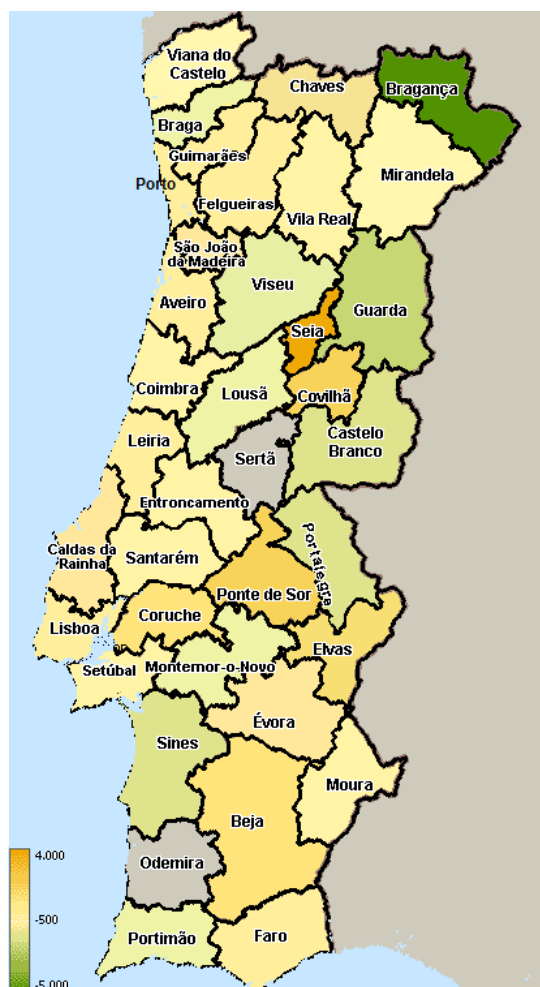 Viana do
Castelo
Chaves
Bragança
Braga
Guimarães
Porto
Mirandela
Felgueiras
Vila Real
São João
da Madeira
Viseu
Aveiro
Guarda
Seia
Coimbra
Lousã
Covilhã
Leiria
Castelo
Branco
Sertã
Entroncamento
Caldas da
Rainha
Santarém
Portalegre
Ponte de Sor
Coruche
Lisboa
Elvas
Setúbal
Montemor-o-Novo
Évora
Sines
Moura
Beja
4.000
Odemira
-500
Portimão
Faro
-5.000